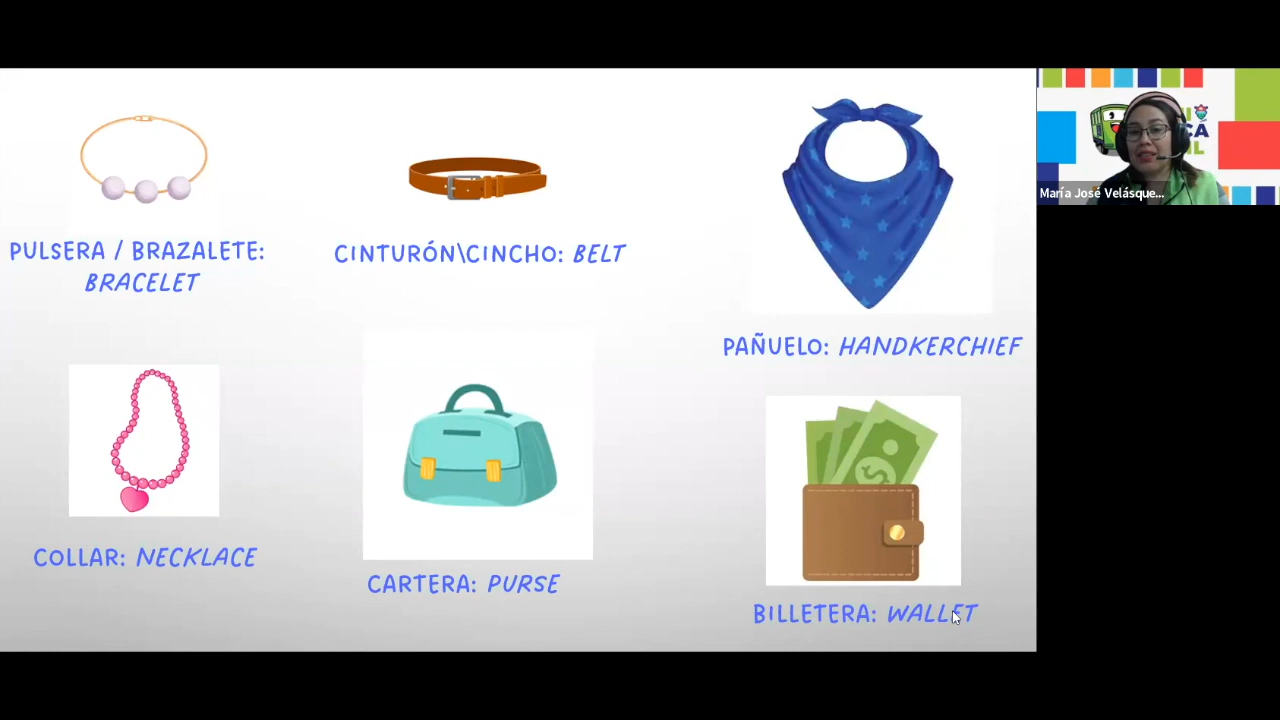 PULSERA / BRAZALETE:
BRACELET
CINTURÓN\CINCHO: BELT
PAÑUELO: HANDKERCHIEF
COLLAR: NECKLACE
CARTERA: PURSE
BILLETERA: WALLET
María José Velásque...